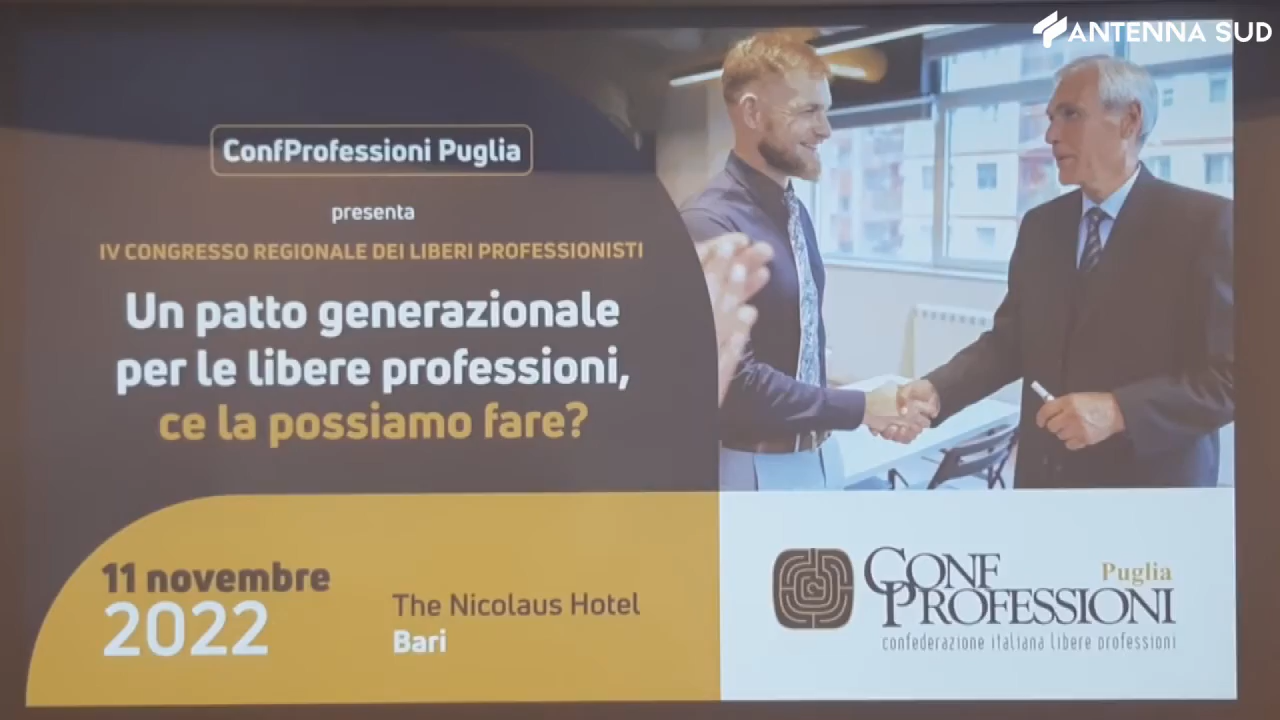 ANTENNA SUD
ConfProfessioni Puglia
presenta
IV CONGRESSO REGIONALE DEI LIBERI PROFESSIONISTI
Un patto generazionale
per le libere professioni,
ce la possiamo fare?
11 novembre
2022
The Nicolaus Hotel
Bari
CONF
PROFESSIONI
Puglia
confederazione italiana libere professioni